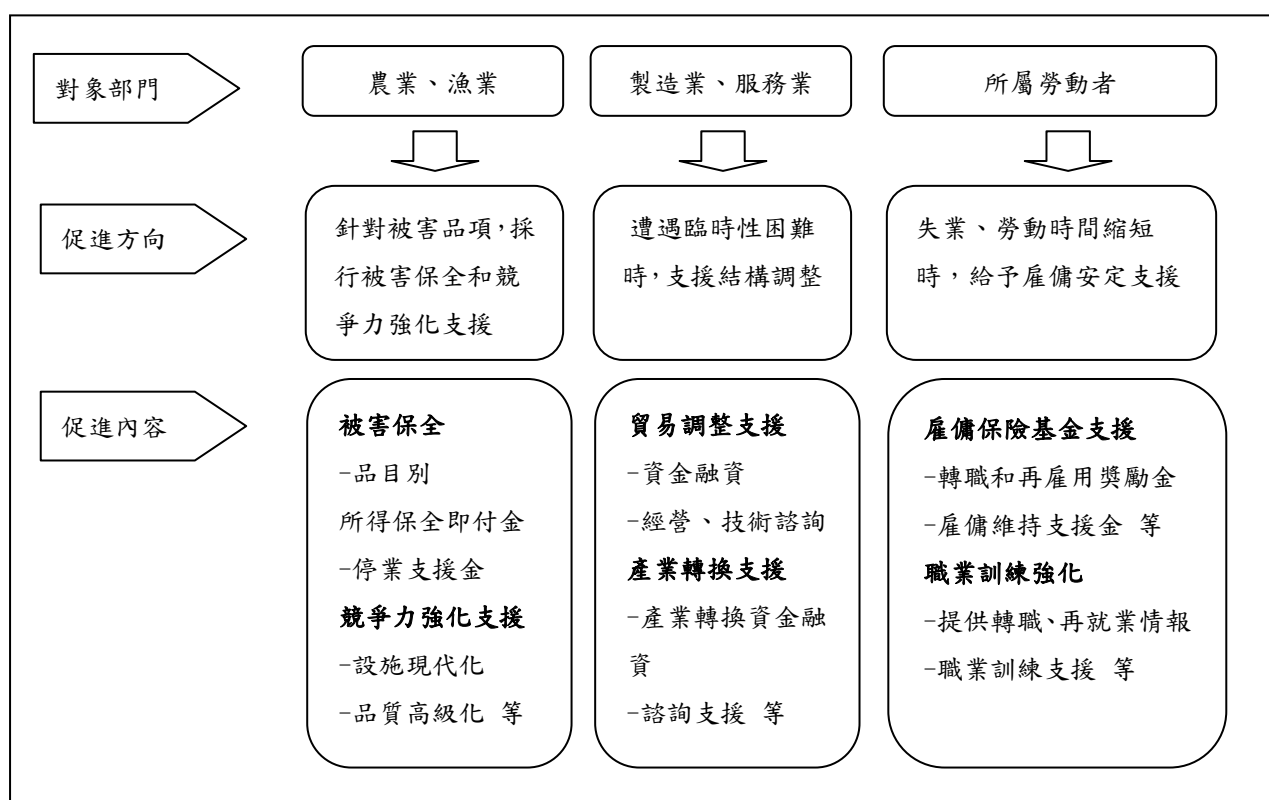 對象部門
農業、漁業
製造業、服務業
所屬勞動者
促進方向
針對被害品項,採
行被害保全和競
爭力強化支援
遭遇臨時性困難
時,支援結構調整
失業、勞動時間縮短
時,給予雇傭安定支援
促進內容
被害保全
-品目別
所得保全即付金
-停業支援金
競爭力強化支援
-設施現代化
-品質高級化 等
貿易調整支援
-資金融資
-經營、技術諮詢
產業轉換支援
-產業轉換資金融
資
-諮詢支援 等
雇傭保險基金支援
-轉職和再雇用獎勵金
-雇傭維持支援金 等
職業訓練強化
-提供轉職、再就業情報
-職業訓練支援 等